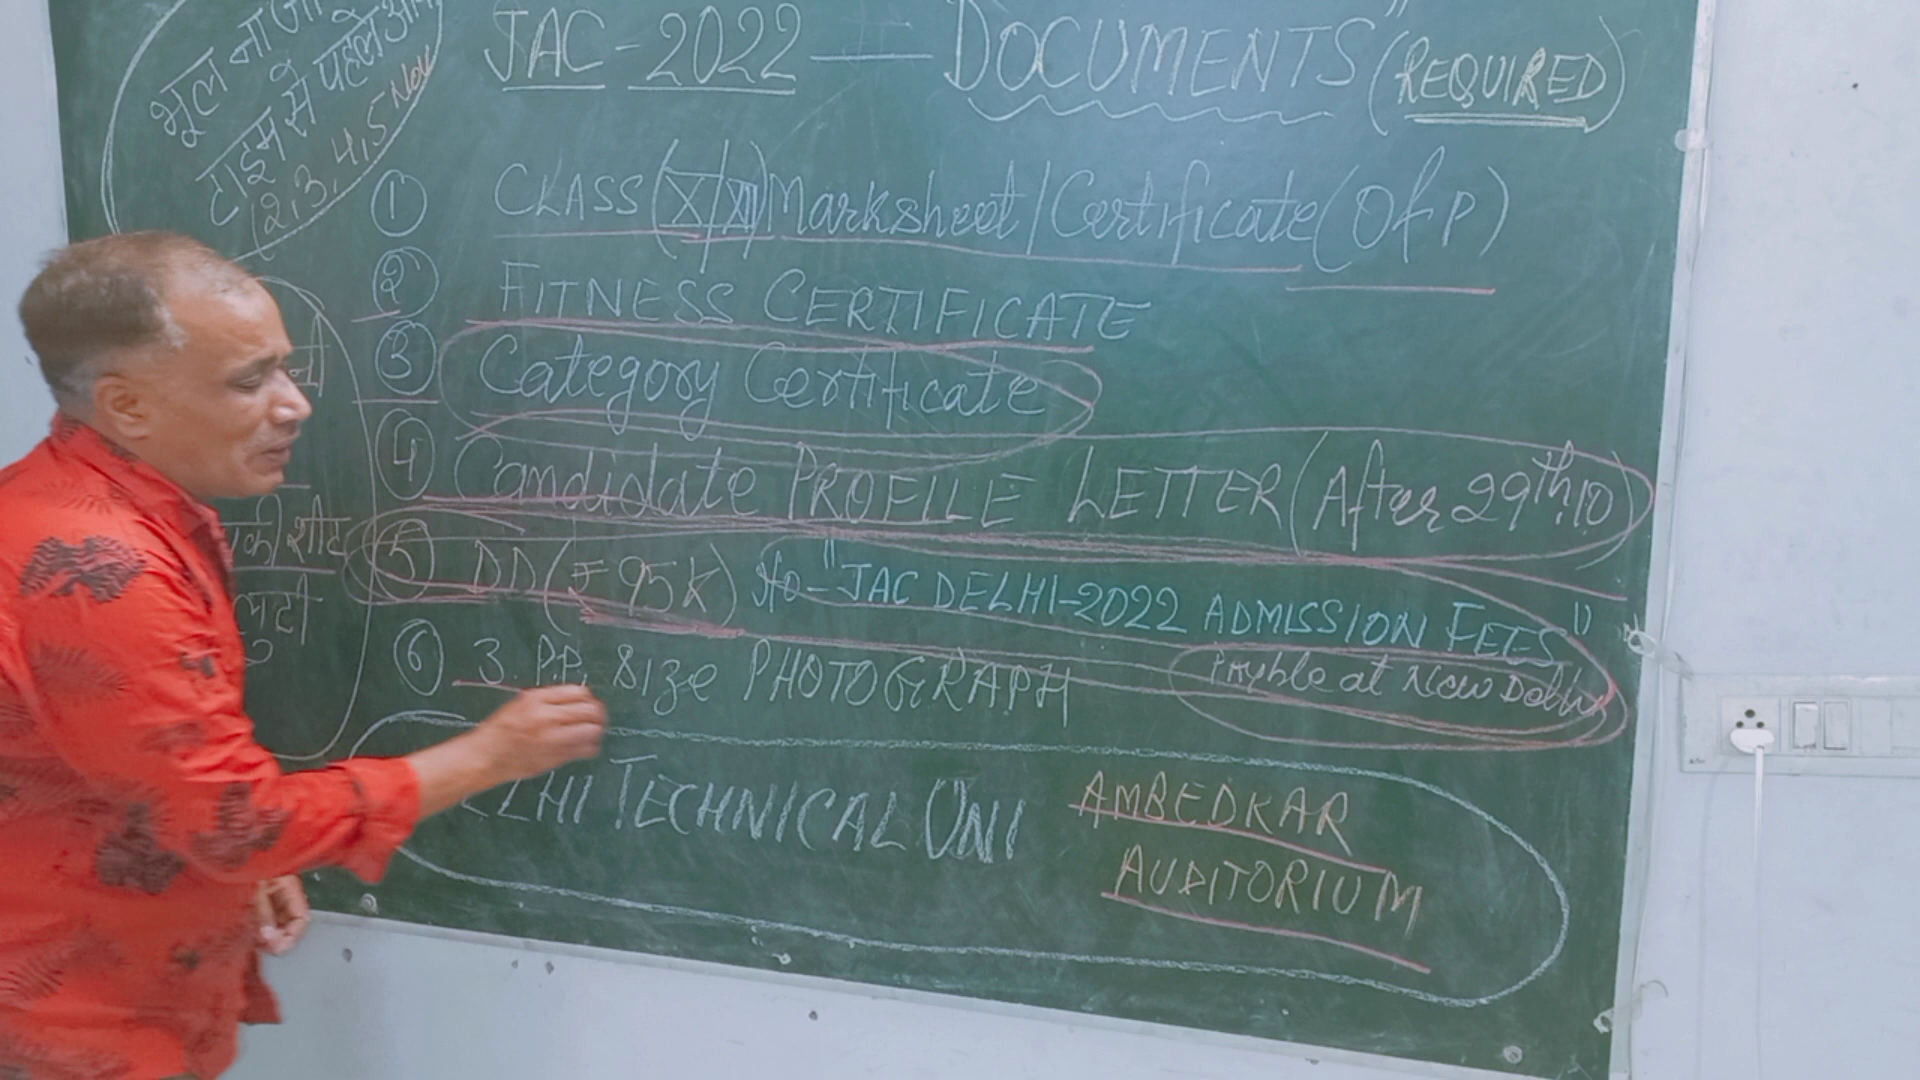 भूल ना जा
टाइम से पहले आना
(2,3,4,5 Nov
JAC-2022 — "DOCUMENTS" (REQUIRED)
① CLASS (X/XII) Marksheet/Certificate (Of P)
② FITNESS CERTIFICATE
③ Category Certificate
④ Candidate PROFILE LETTER (After 29th.10)
⑤ DD (₹ 95K) "JAC DELHI-2022 ADMISSION FEES"
Payble at New Delhi
⑥ 3. P.P. Size PHOTOGRAPH
ELHI TECHNICAL UNI
AMBEDKAR
AUDITORIUM